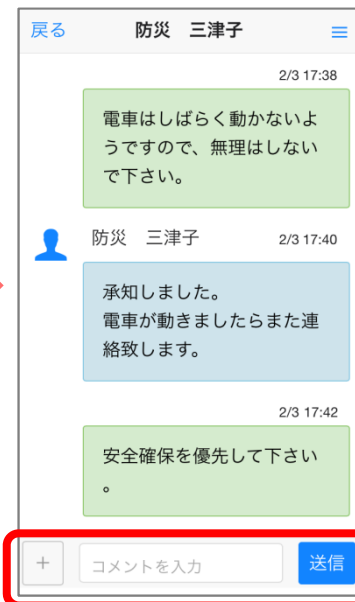 戻る 防災　三津子
2/3 17:38
電車はしばらく動かないよ
うですので、無理はしない
で下さい。
防災　三津子 2/3 17:40
承知しました。
電車が動きましたらまた連
絡致します。
2/3 17:42
安全確保を優先して下さい
。
+ コメントを入力 送信